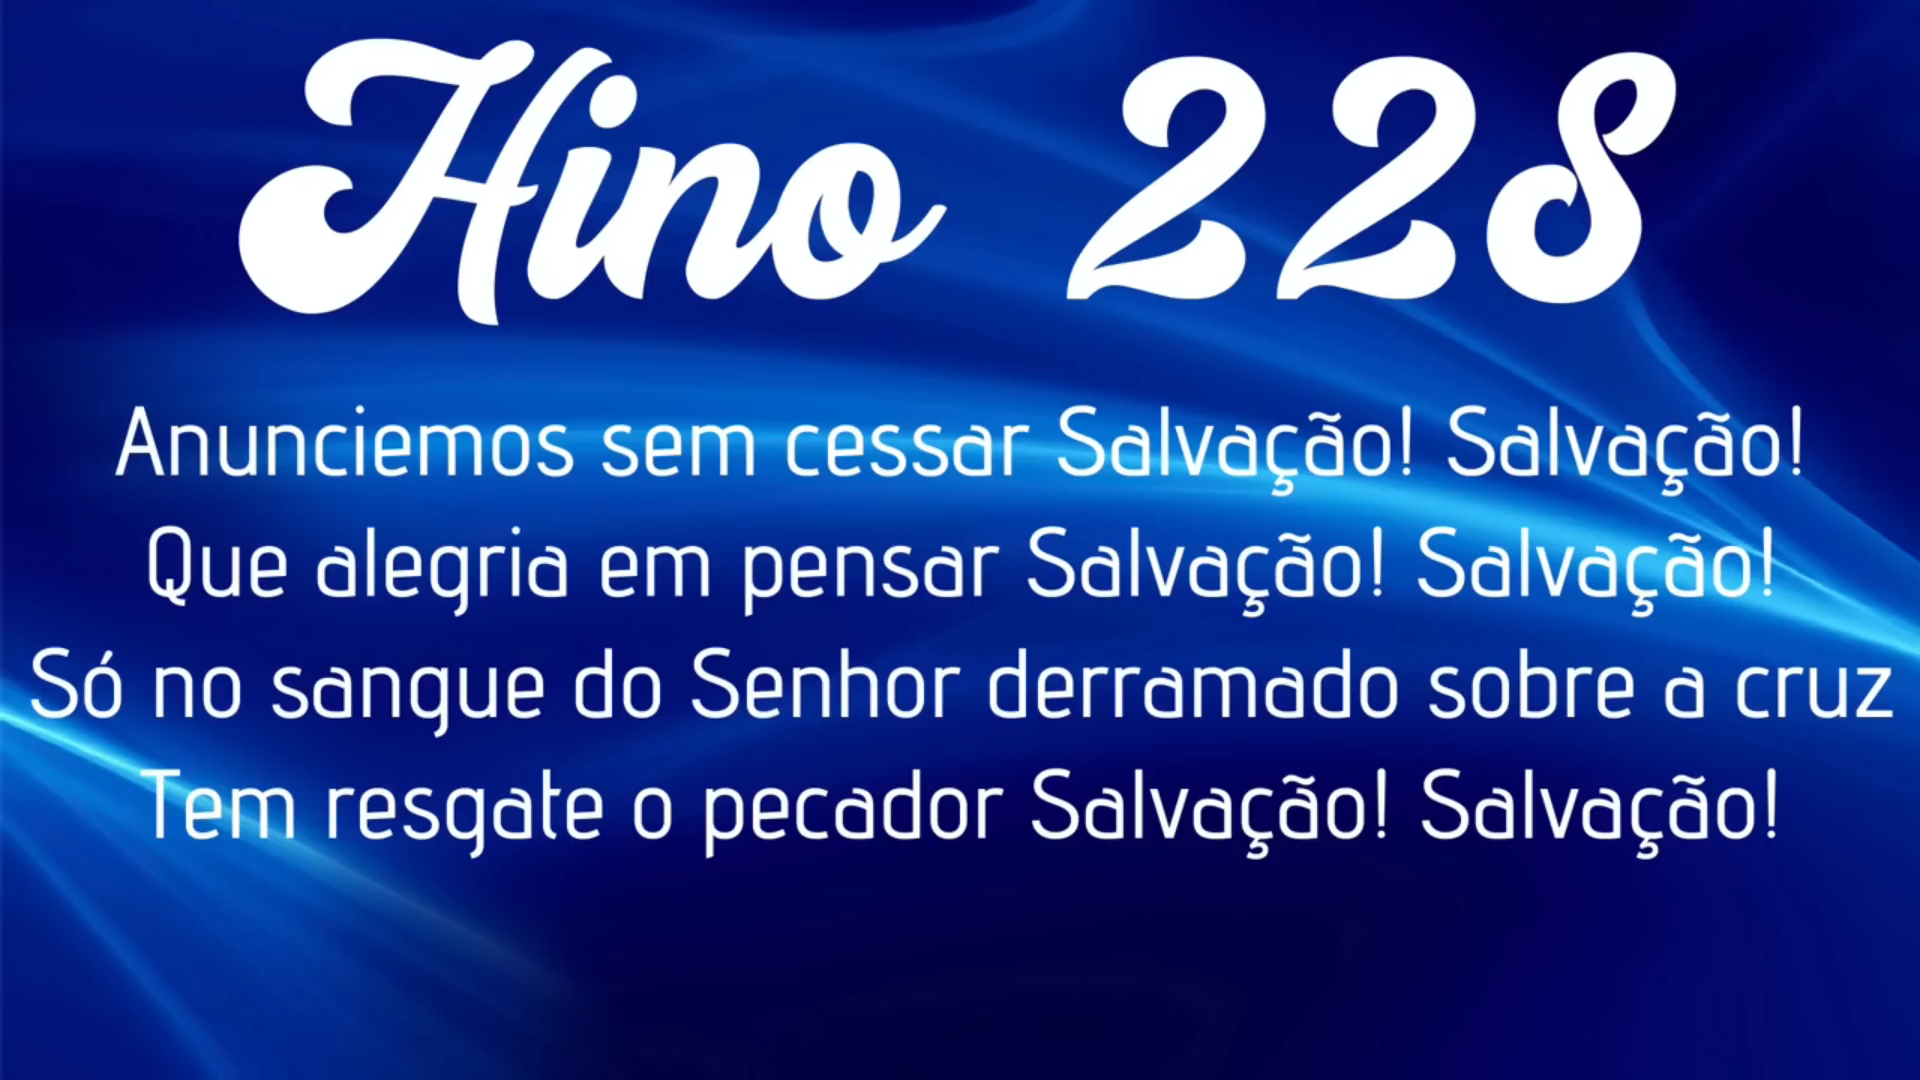 Hino 228
Anunciemos sem cessar Salvação! Salvação!
Que alegria em pensar Salvação! Salvação!
Só no sangue do Senhor derramado sobre a cruz
Tem resgate o pecador Salvação! Salvação!